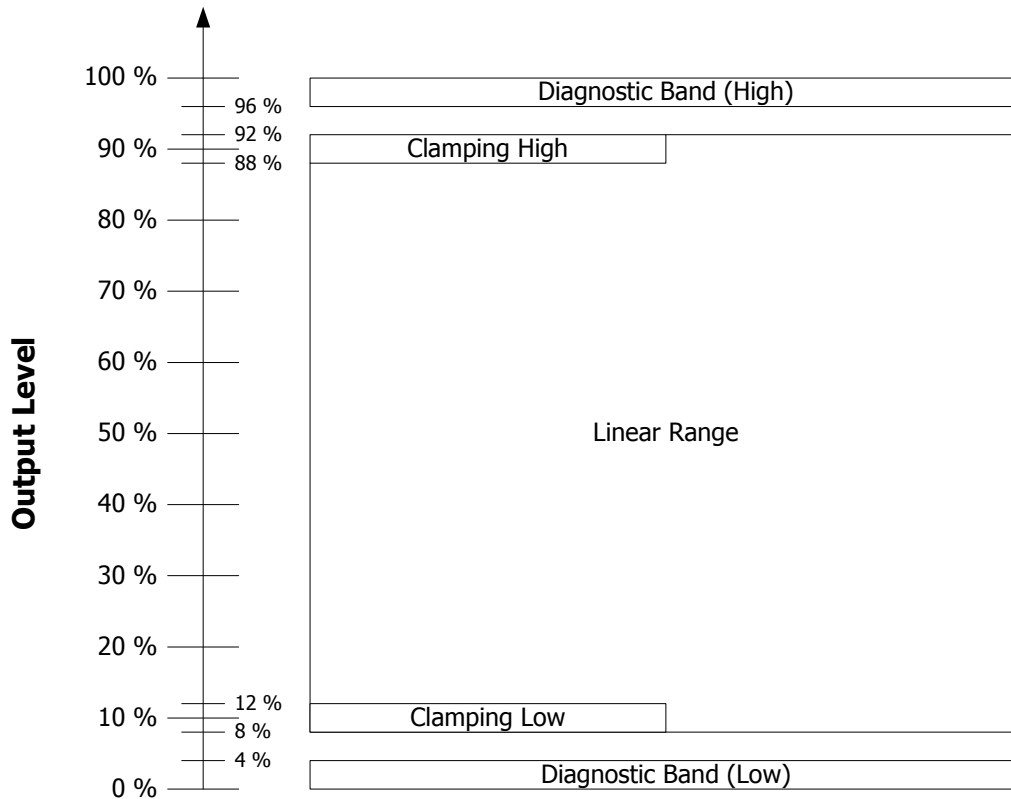 100 %
Diagnostic Band (High)
96 %
92 %
90 %
Clamping High
88 %
80 %
70 %
60 %
Output Level
50 %
Linear Range
40 %
30 %
20 %
12 %
10 %
Clamping Low
8 %
4 %
0 %
Diagnostic Band (Low)